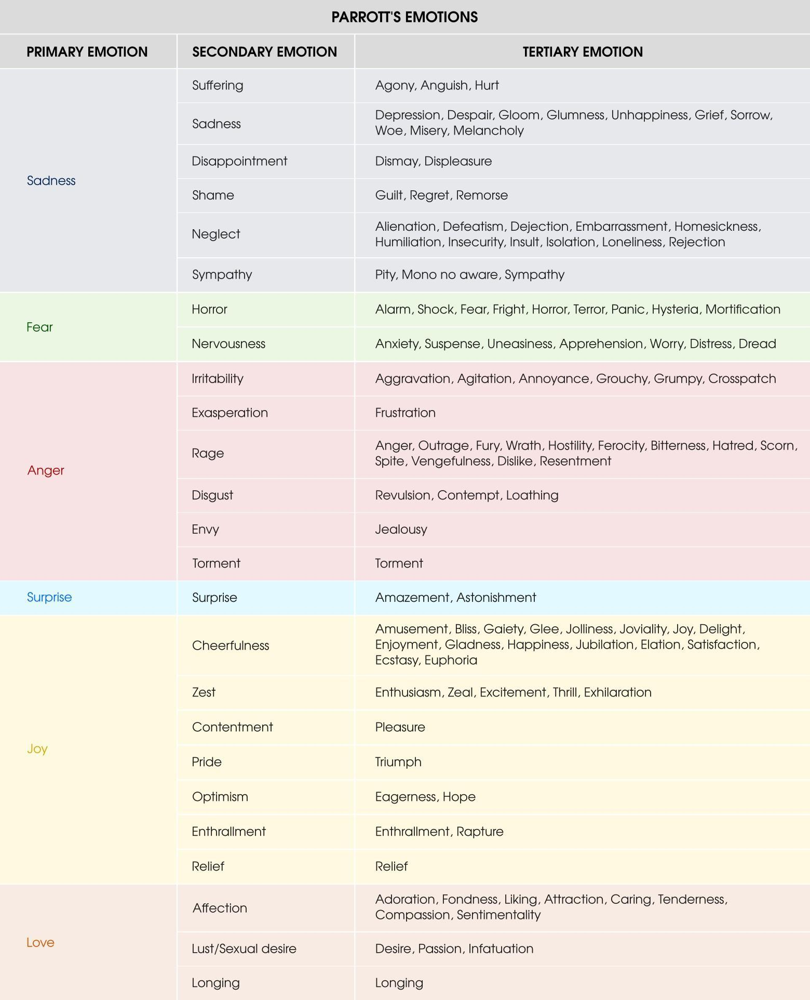 PARROTT'S EMOTIONS
PRIMARY EMOTION SECONDARY EMOTION TERTIARY EMOTION
Sadness
Suffering Agony, Anguish, Hurt
Sadness Depression, Despair, Gloom, Glumness, Unhappiness, Grief, Sorrow,
Woe, Misery, Melancholy
Disappointment Dismay, Displeasure
Shame Guilt, Regret, Remorse
Neglect Alienation, Defeatism, Dejection, Embarrassment, Homesickness,
Humiliation, Insecurity, Insult, Isolation, Loneliness, Rejection
Sympathy Pity, Mono no aware, Sympathy
Fear
Horror Alarm, Shock, Fear, Fright, Horror, Terror, Panic, Hysteria, Mortification
Nervousness Anxiety, Suspense, Uneasiness, Apprehension, Worry, Distress, Dread
Anger
Irritability Aggravation, Agitation, Annoyance, Grouchy, Grumpy, Crosspatch
Exasperation Frustration
Rage Anger, Outrage, Fury, Wrath, Hostility, Ferocity, Bitterness, Hatred, Scorn,
Spite, Vengefulness, Dislike, Resentment
Disgust Revulsion, Contempt, Loathing
Envy Jealousy
Torment Torment
Surprise Surprise Amazement, Astonishment
Joy
Cheerfulness Amusement, Bliss, Gaiety, Glee, Jolliness, Joviality, Joy, Delight,
Enjoyment, Gladness, Happiness, Jubilation, Elation, Satisfaction,
Ecstasy, Euphoria
Zest Enthusiasm, Zeal, Excitement, Thrill, Exhilaration
Contentment Pleasure
Pride Triumph
Optimism Eagerness, Hope
Enthrallment Enthrallment, Rapture
Relief Relief
Love
Affection Adoration, Fondness, Liking, Attraction, Caring, Tenderness,
Compassion, Sentimentality
Lust/Sexual desire Desire, Passion, Infatuation
Longing Longing